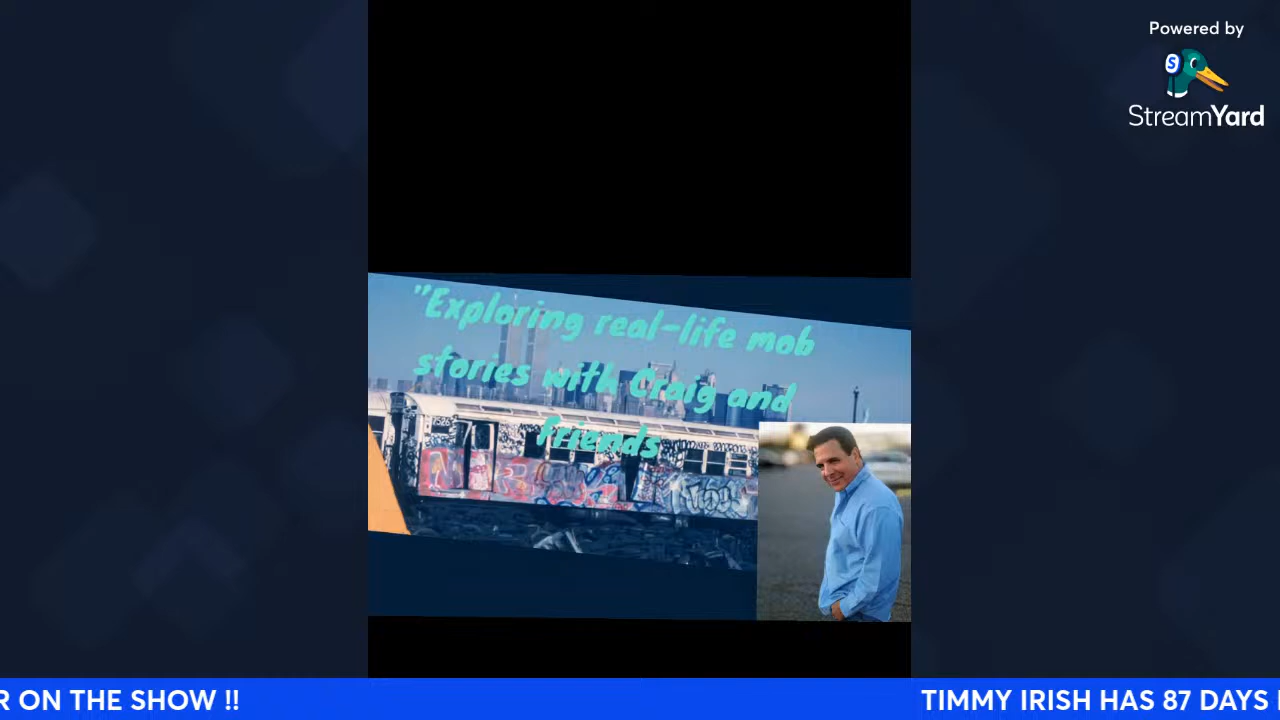 Powered by
S
StreamYard
"Exploring real-life mob
stories with Craig and
friends
R ON THE SHOW !!
TIMMY IRISH HAS 87 DAYS